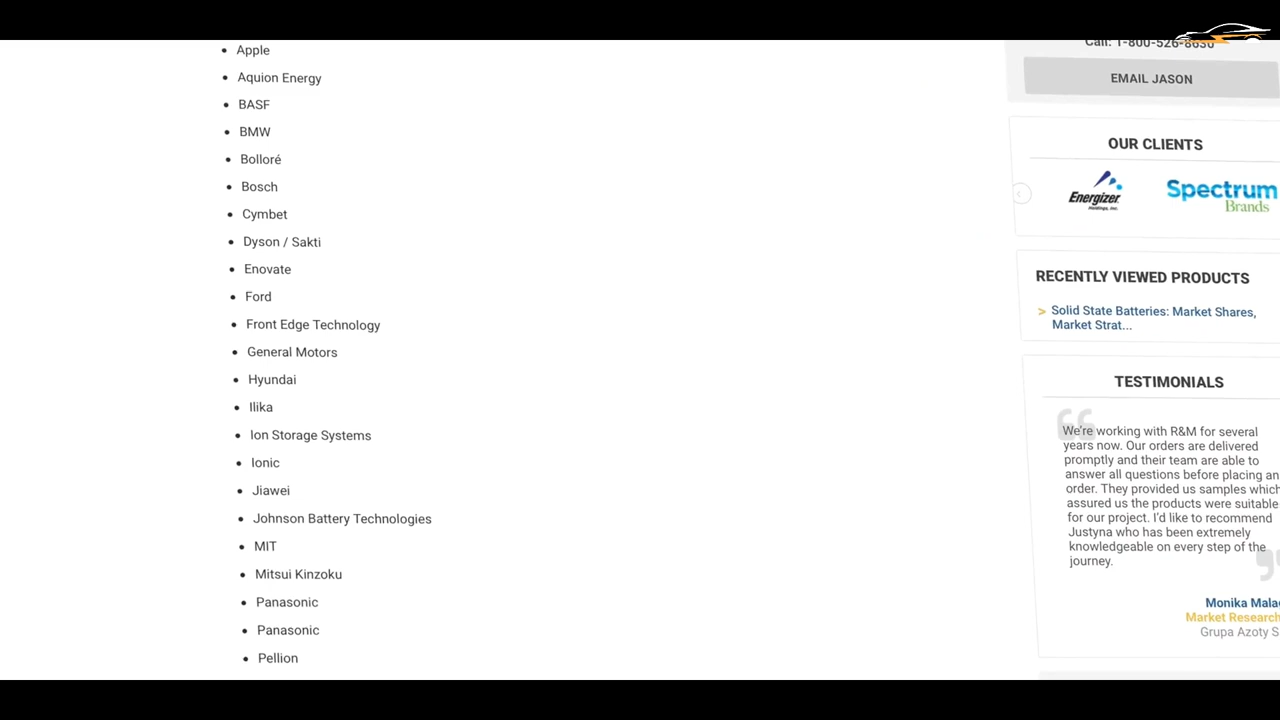 Apple
Aquion Energy
BASF
BMW
Bolloré
Bosch
Cymbet
Dyson / Sakti
Enovate
Ford
Front Edge Technology
General Motors
Hyundai
Ilika
Ion Storage Systems
Ionic
Jiawei
Johnson Battery Technologies
MIT
Mitsui Kinzoku
Panasonic
Panasonic
Pellion
Call: 1-800-526-8630
EMAIL JASON
OUR CLIENTS
Energizer
Holdings, Inc.
Spectrum
Brands
RECENTLY VIEWED PRODUCTS
> Solid State Batteries: Market Shares,
Market Strat...
TESTIMONIALS
We're working with R&M for several
years now. Our orders are delivered
promptly and their team are able to
answer all questions before placing an
order. They provided us samples which
assured us the products were suitable
for our project. I'd like to recommend
Justyna who has been extremely
knowledgeable on every step of the
journey.
Monika Mala
Market Research
Grupa Azoty S